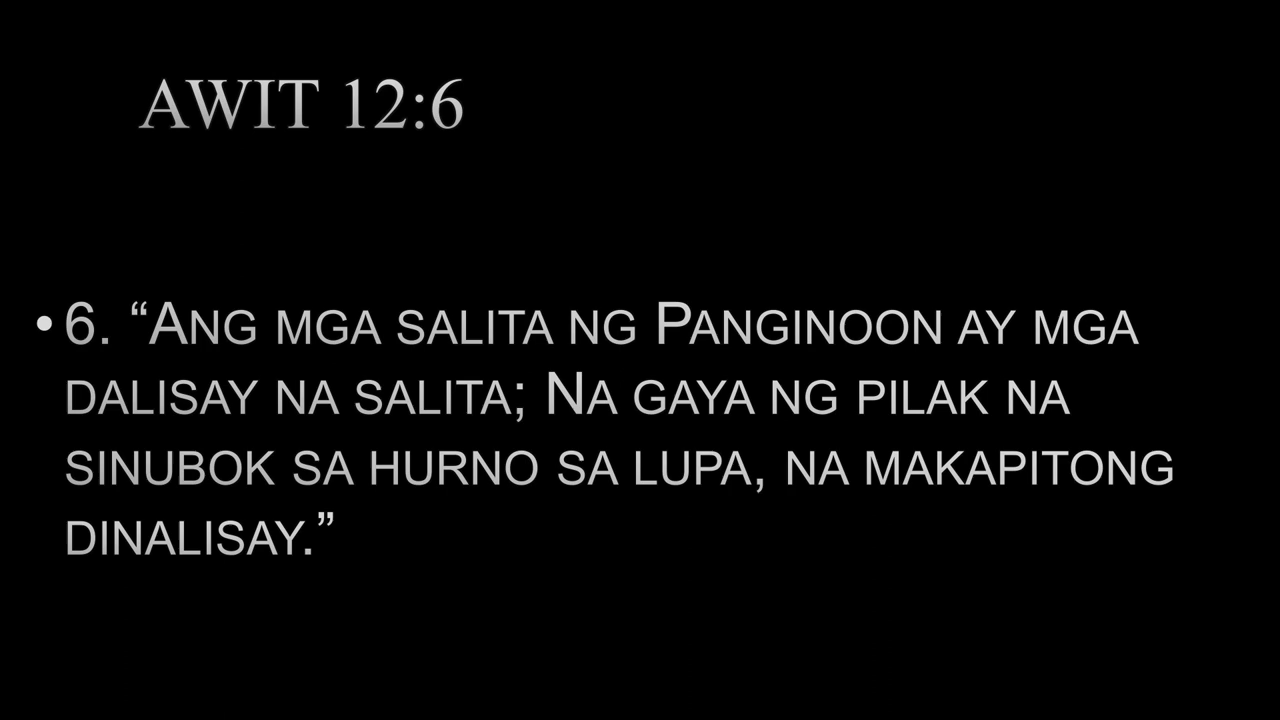 AWIT 12:6
• 6. “Ang mga salita ng Panginoon ay mga
dalisay na salita; Na gaya ng pilak na
sinubok sa hurno sa lupa, na makapitong
dinalisay.”